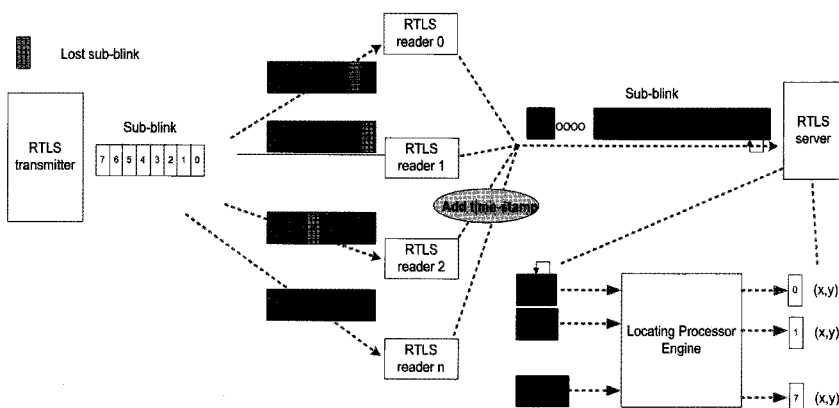 Lost sub-blink
RTLS
transmitter
Sub-blink
7 6 5 4 3 2 1 0
RTLS
reader 0
RTLS
reader 1
RTLS
reader 2
RTLS
reader n
Add time-stamp
Sub-blink
oooo
RTLS
server
Locating Processor
Engine
0 (x,y)
1 (x,y)
7 (x,y)